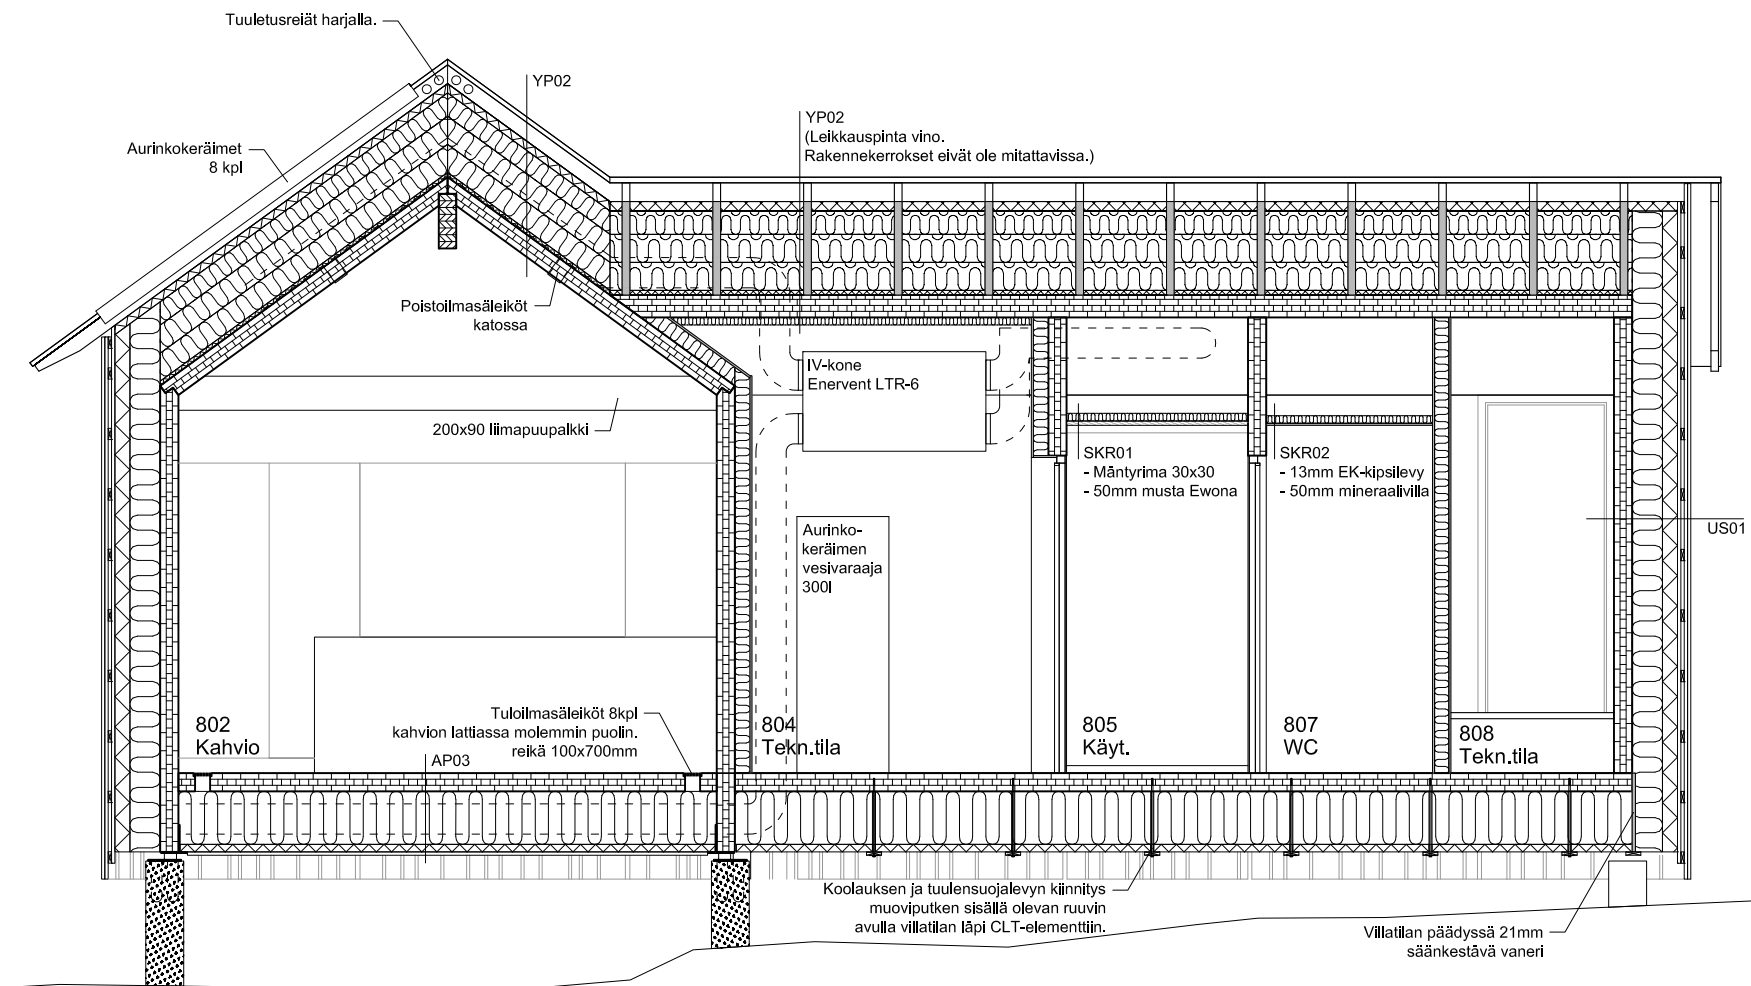 Tuuletusreiät harjalla.
YP02
Aurinkokeräimet
8 kpl
YP02
(Leikkauspinta vino.
Rakennekerrokset eivät ole mitattavissa.)
Poistoilmasäleiköt
katossa
IV-kone
Enervent LTR-6
200x90 liimapuupalkki
SKR01
- Mäntyrima 30x30
- 50mm musta Ewona
SKR02
- 13mm EK-kipsilevy
- 50mm mineraalivilla
US01
Aurinko-
keräimen
vesivaraaja
300l
802
Kahvio
Tuloilmasäleiköt 8kpl
kahvion lattiassa molemmin puolin.
reikä 100x700mm
AP03
804
Tekn.tila
805
Käyt.
807
WC
808
Tekn.tila
Koolauksen ja tuulensuojalevyn kiinnitys
muoviputken sisällä olevan ruuvin
avulla villatilan läpi CLT-elementtiin.
Villatilan päädyssä 21mm
säänkestävä vaneri